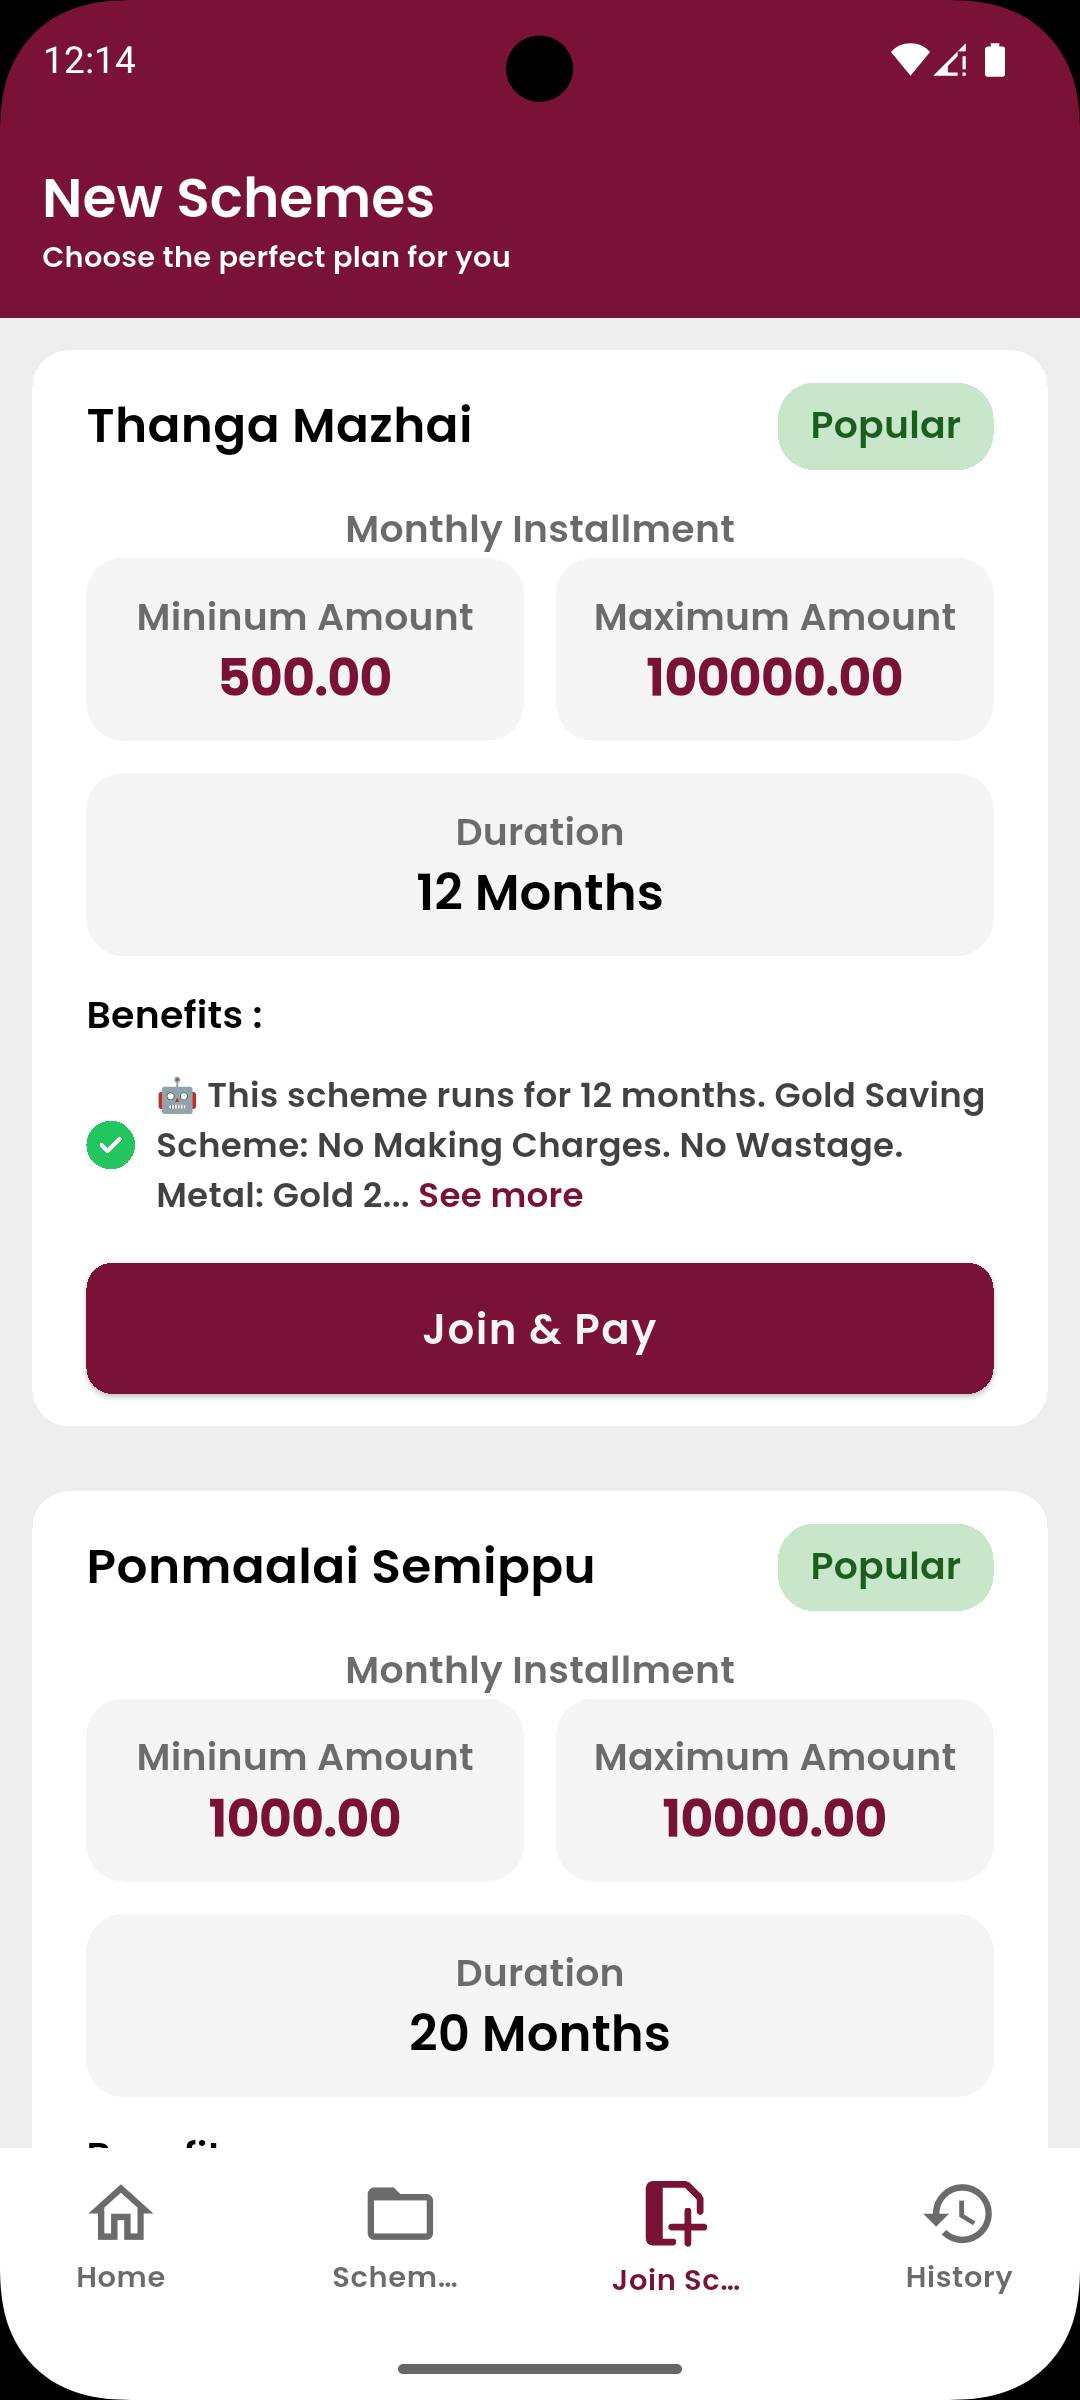 12:14
New Schemes
Choose the perfect plan for you
Thanga Mazhai
Popular
Monthly Installment
Mininum Amount
500.00
Maximum Amount
100000.00
Duration
12 Months
Benefits :
🤖 This scheme runs for 12 months. Gold Saving
Scheme: No Making Charges. No Wastage.
Metal: Gold 2... See more
Join & Pay
Ponmaalai Semippu
Popular
Monthly Installment
Mininum Amount
1000.00
Maximum Amount
10000.00
Duration
20 Months
Home
Schem...
Join Sc...
History